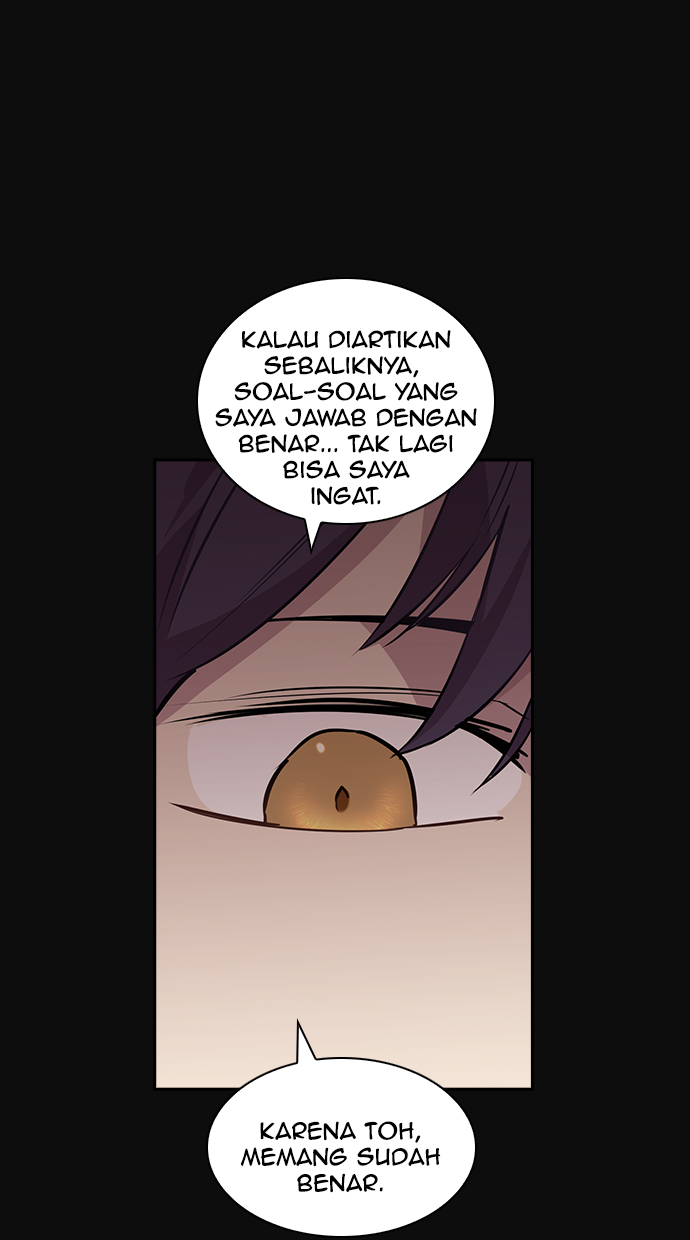 KALAU DIARTIKAN
SEBALIKNYA,
SOAL-SOAL YANG
SAYA JAWAB DENGAN
BENAR... TAK LAGI
BISA SAYA
INGAT.
KARENA TOH,
MEMANG SUDAH
BENAR.